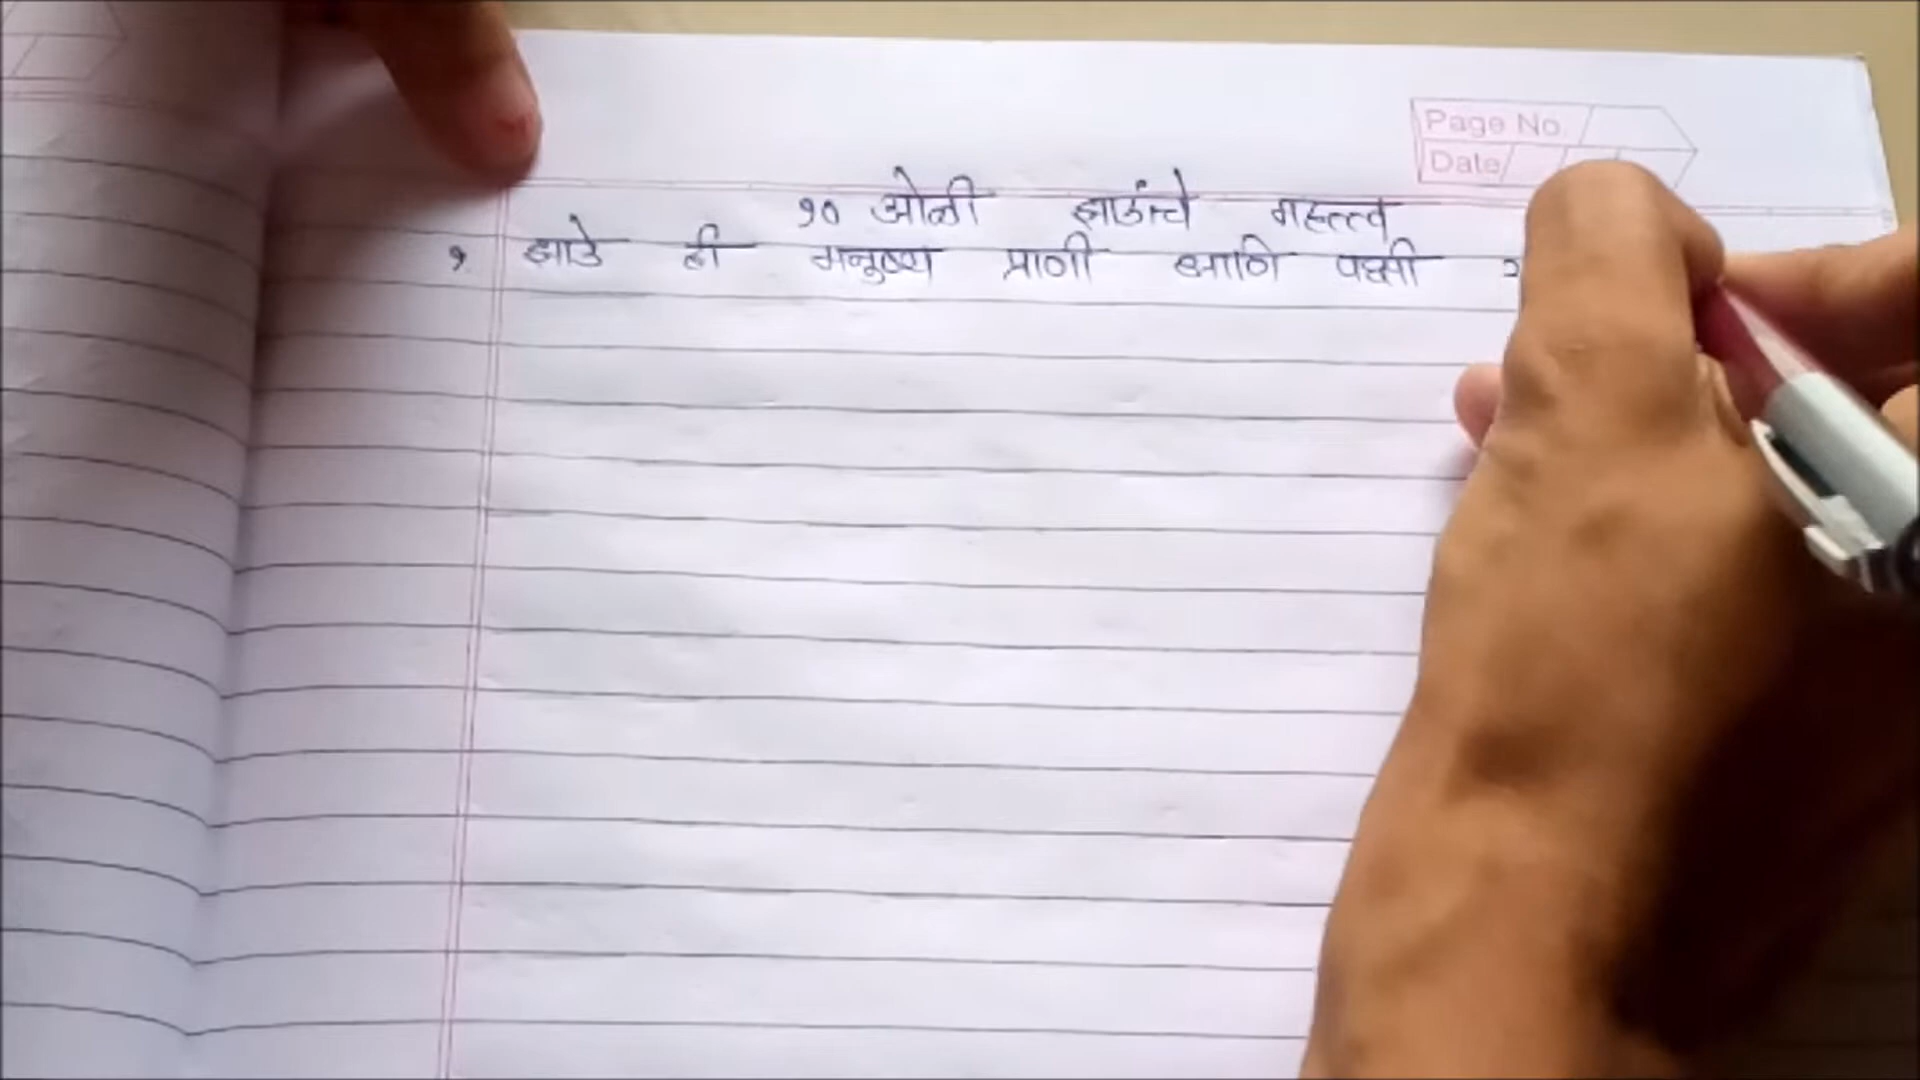 Page No.
Date
१० ओळी झाडांचे महत्त्व
१ झाडे ही मनुष्य प्राणी आणि पक्षी